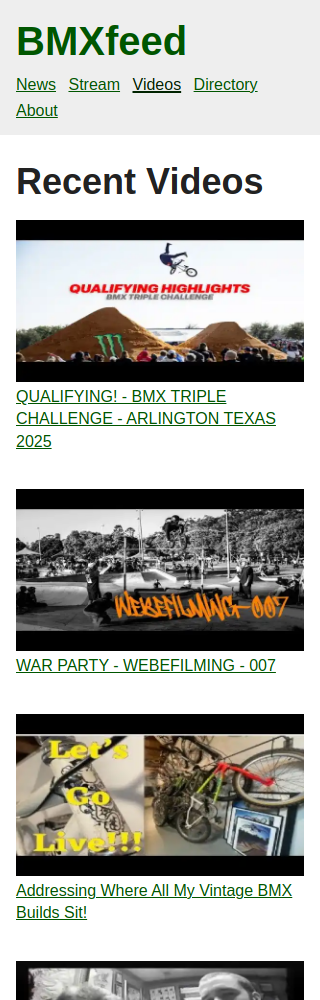 BMXfeed
News Stream Videos Directory
About
Recent Videos
QUALIFYING HIGHLIGHTS
BMX TRIPLE CHALLENGE
QUALIFYING! - BMX TRIPLE
CHALLENGE - ARLINGTON TEXAS
2025
WEBEFILMING-007
WAR PARTY - WEBEFILMING - 007
Let's
Go
Live!!!
Addressing Where All My Vintage BMX
Builds Sit!